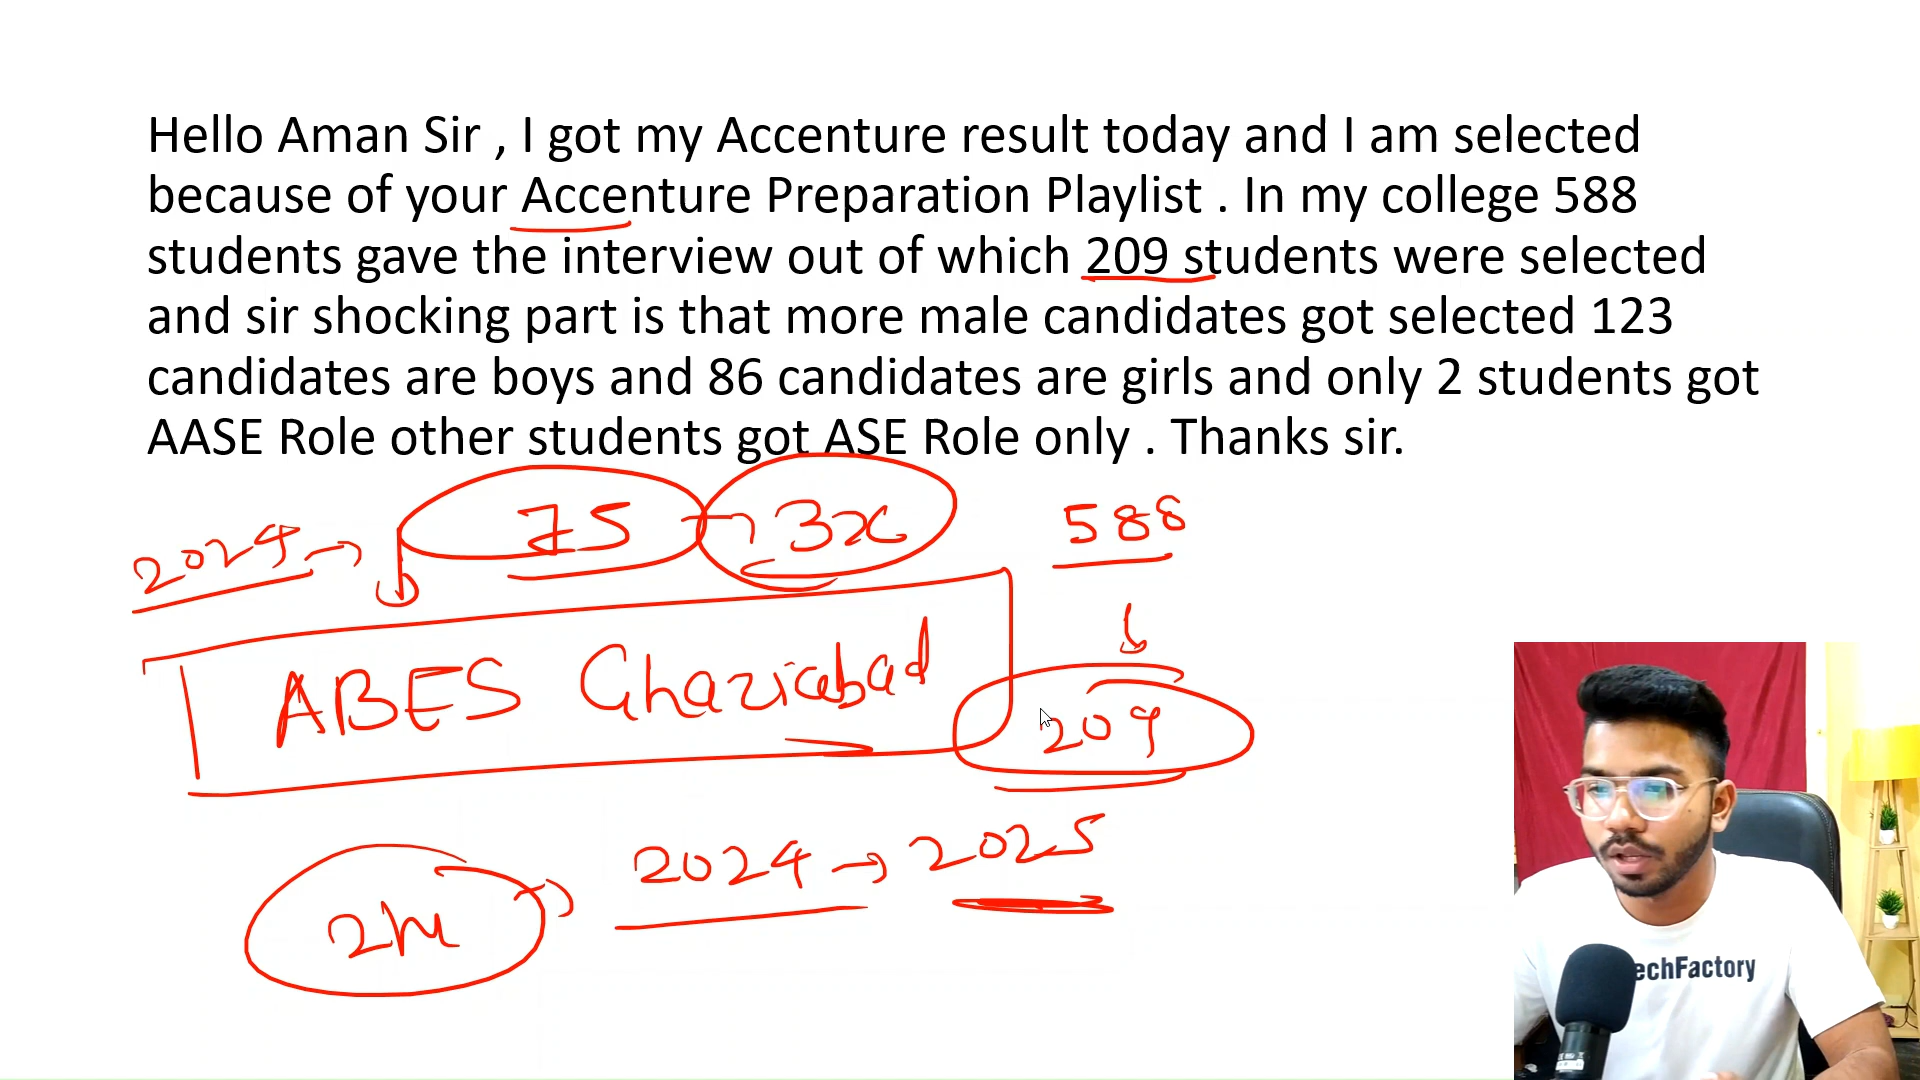 Hello Aman Sir , I got my Accenture result today and I am selected
because of your Accenture Preparation Playlist . In my college 588
students gave the interview out of which 209 students were selected
and sir shocking part is that more male candidates got selected 123
candidates are boys and 86 candidates are girls and only 2 students got
AASE Role other students got ASE Role only . Thanks sir.
2024 → 75 → 3x 588
ABES Ghaziabad
209
2024 → 2025
echFactory